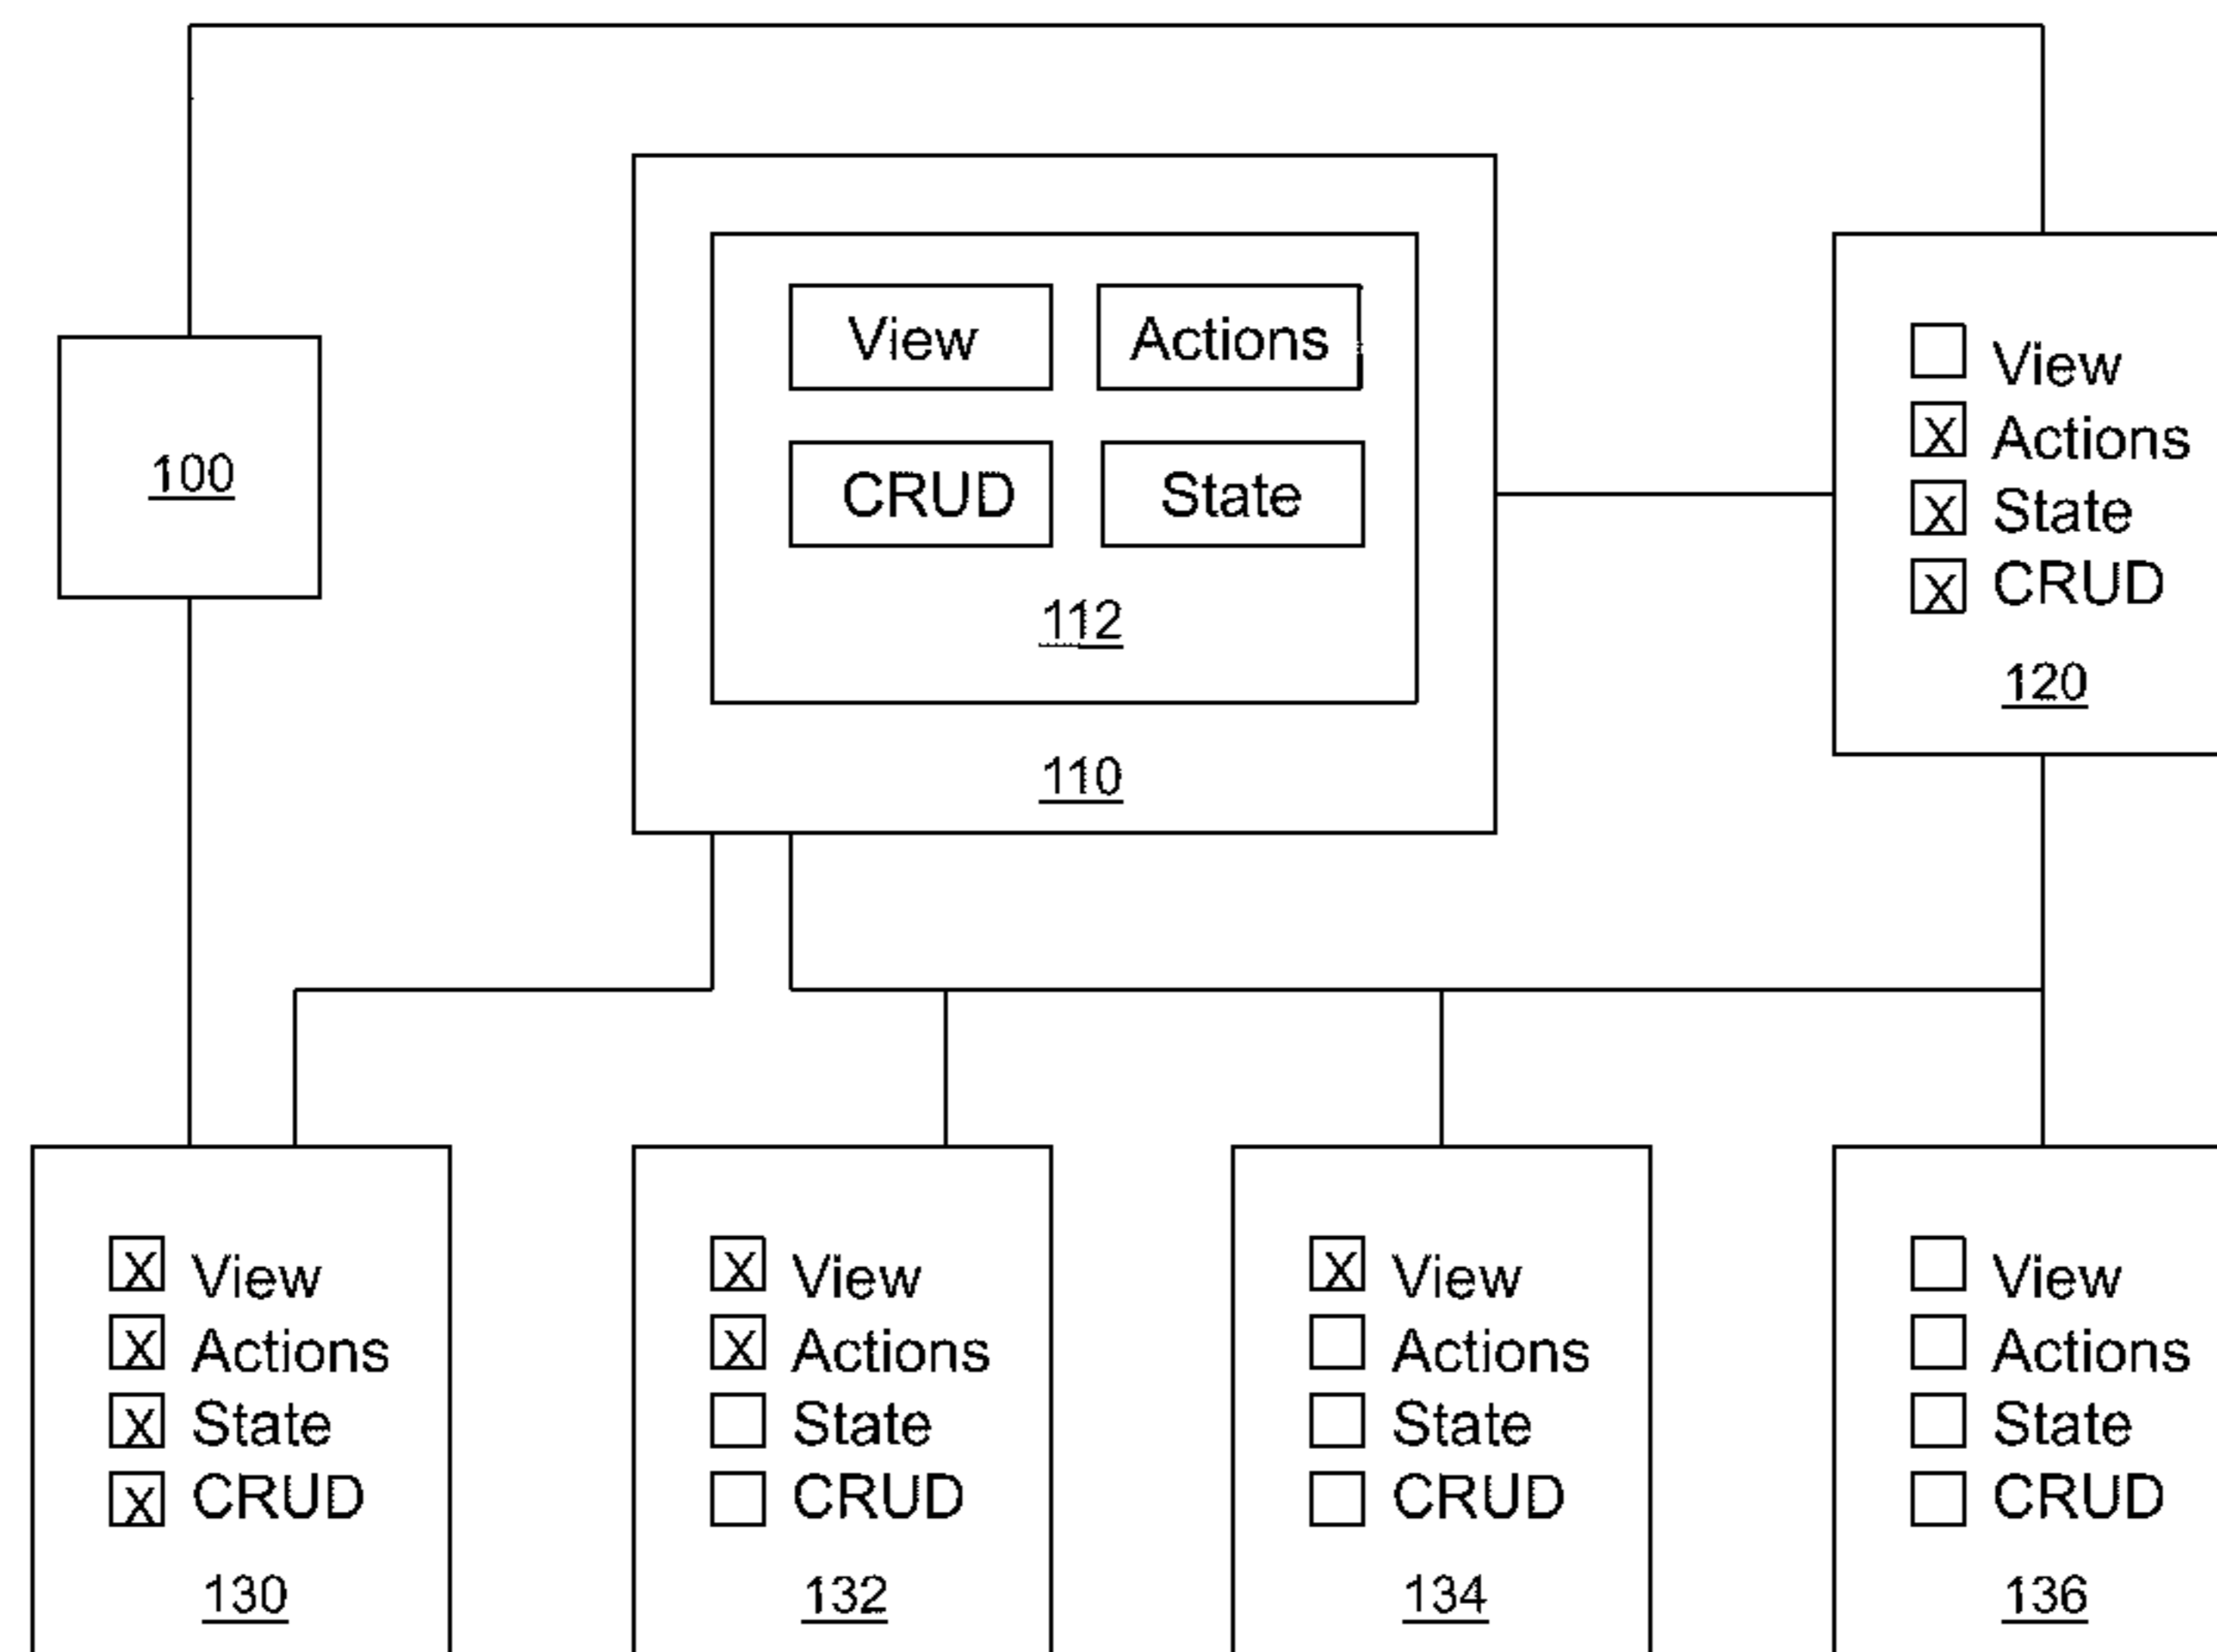 View Actions
CRUD State
112
110
100
View
X Actions
X State
X CRUD
120
X View
X Actions
X State
X CRUD
130
X View
X Actions
State
CRUD
132
X View
Actions
State
CRUD
134
View
Actions
State
CRUD
136